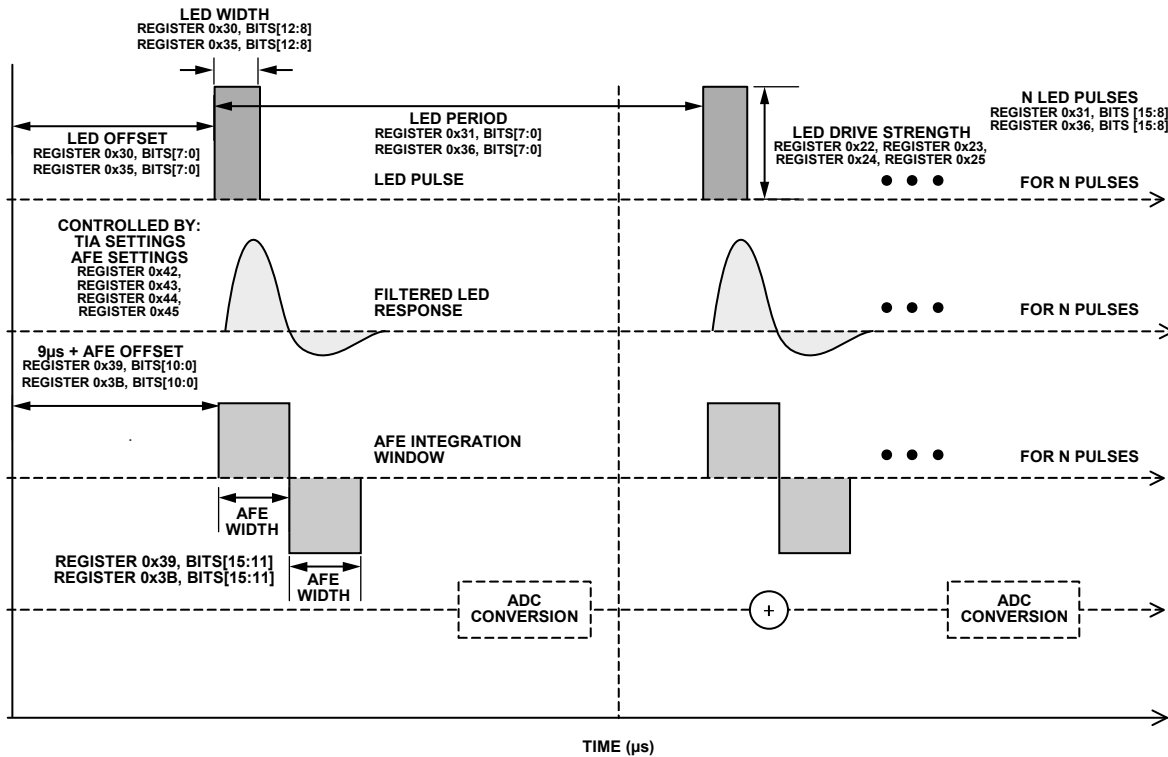 LED WIDTH
REGISTER 0x30, BITS[12:8]
REGISTER 0x35, BITS[12:8]
LED OFFSET
REGISTER 0x30, BITS[7:0]
REGISTER 0x35, BITS[7:0]
LED PERIOD
REGISTER 0x31, BITS[7:0]
REGISTER 0x36, BITS[7:0]
LED PULSE
LED DRIVE STRENGTH
REGISTER 0x22, REGISTER 0x23,
REGISTER 0x24, REGISTER 0x25
N LED PULSES
REGISTER 0x31, BITS [15:8]
REGISTER 0x36, BITS [15:8]
FOR N PULSES
CONTROLLED BY:
TIA SETTINGS
AFE SETTINGS
REGISTER 0x42,
REGISTER 0x43,
REGISTER 0x44,
REGISTER 0x45
FILTERED LED
RESPONSE
FOR N PULSES
9µs + AFE OFFSET
REGISTER 0x39, BITS[10:0]
REGISTER 0x3B, BITS[10:0]
AFE INTEGRATION
WINDOW
FOR N PULSES
AFE
WIDTH
REGISTER 0x39, BITS[15:11]
REGISTER 0x3B, BITS[15:11]
AFE
WIDTH
ADC
CONVERSION
+
ADC
CONVERSION
TIME (µs)